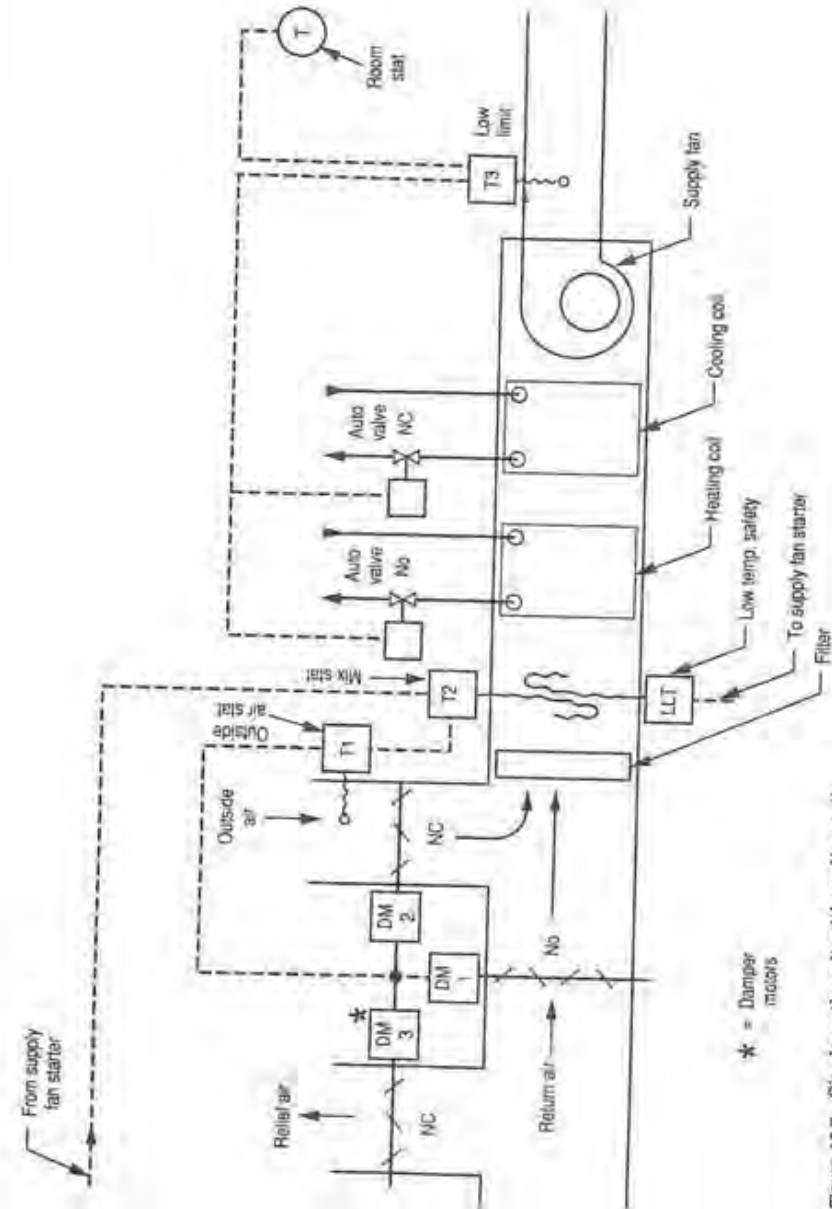 From supply
fan starter
T
Room
stat
Low
limit
T3
Supply fan
Auto
valve
NC
Cooling coil
Auto
valve
No
Heating coil
Mix stat
T2
Low temp. safety
LLT
To supply fan starter
Filter
Outside
air stat
T1
Outside
air
NC
DM
2
DM
1
No
DM
3
*
Relief air
NC
Return air
* = Damper
motors